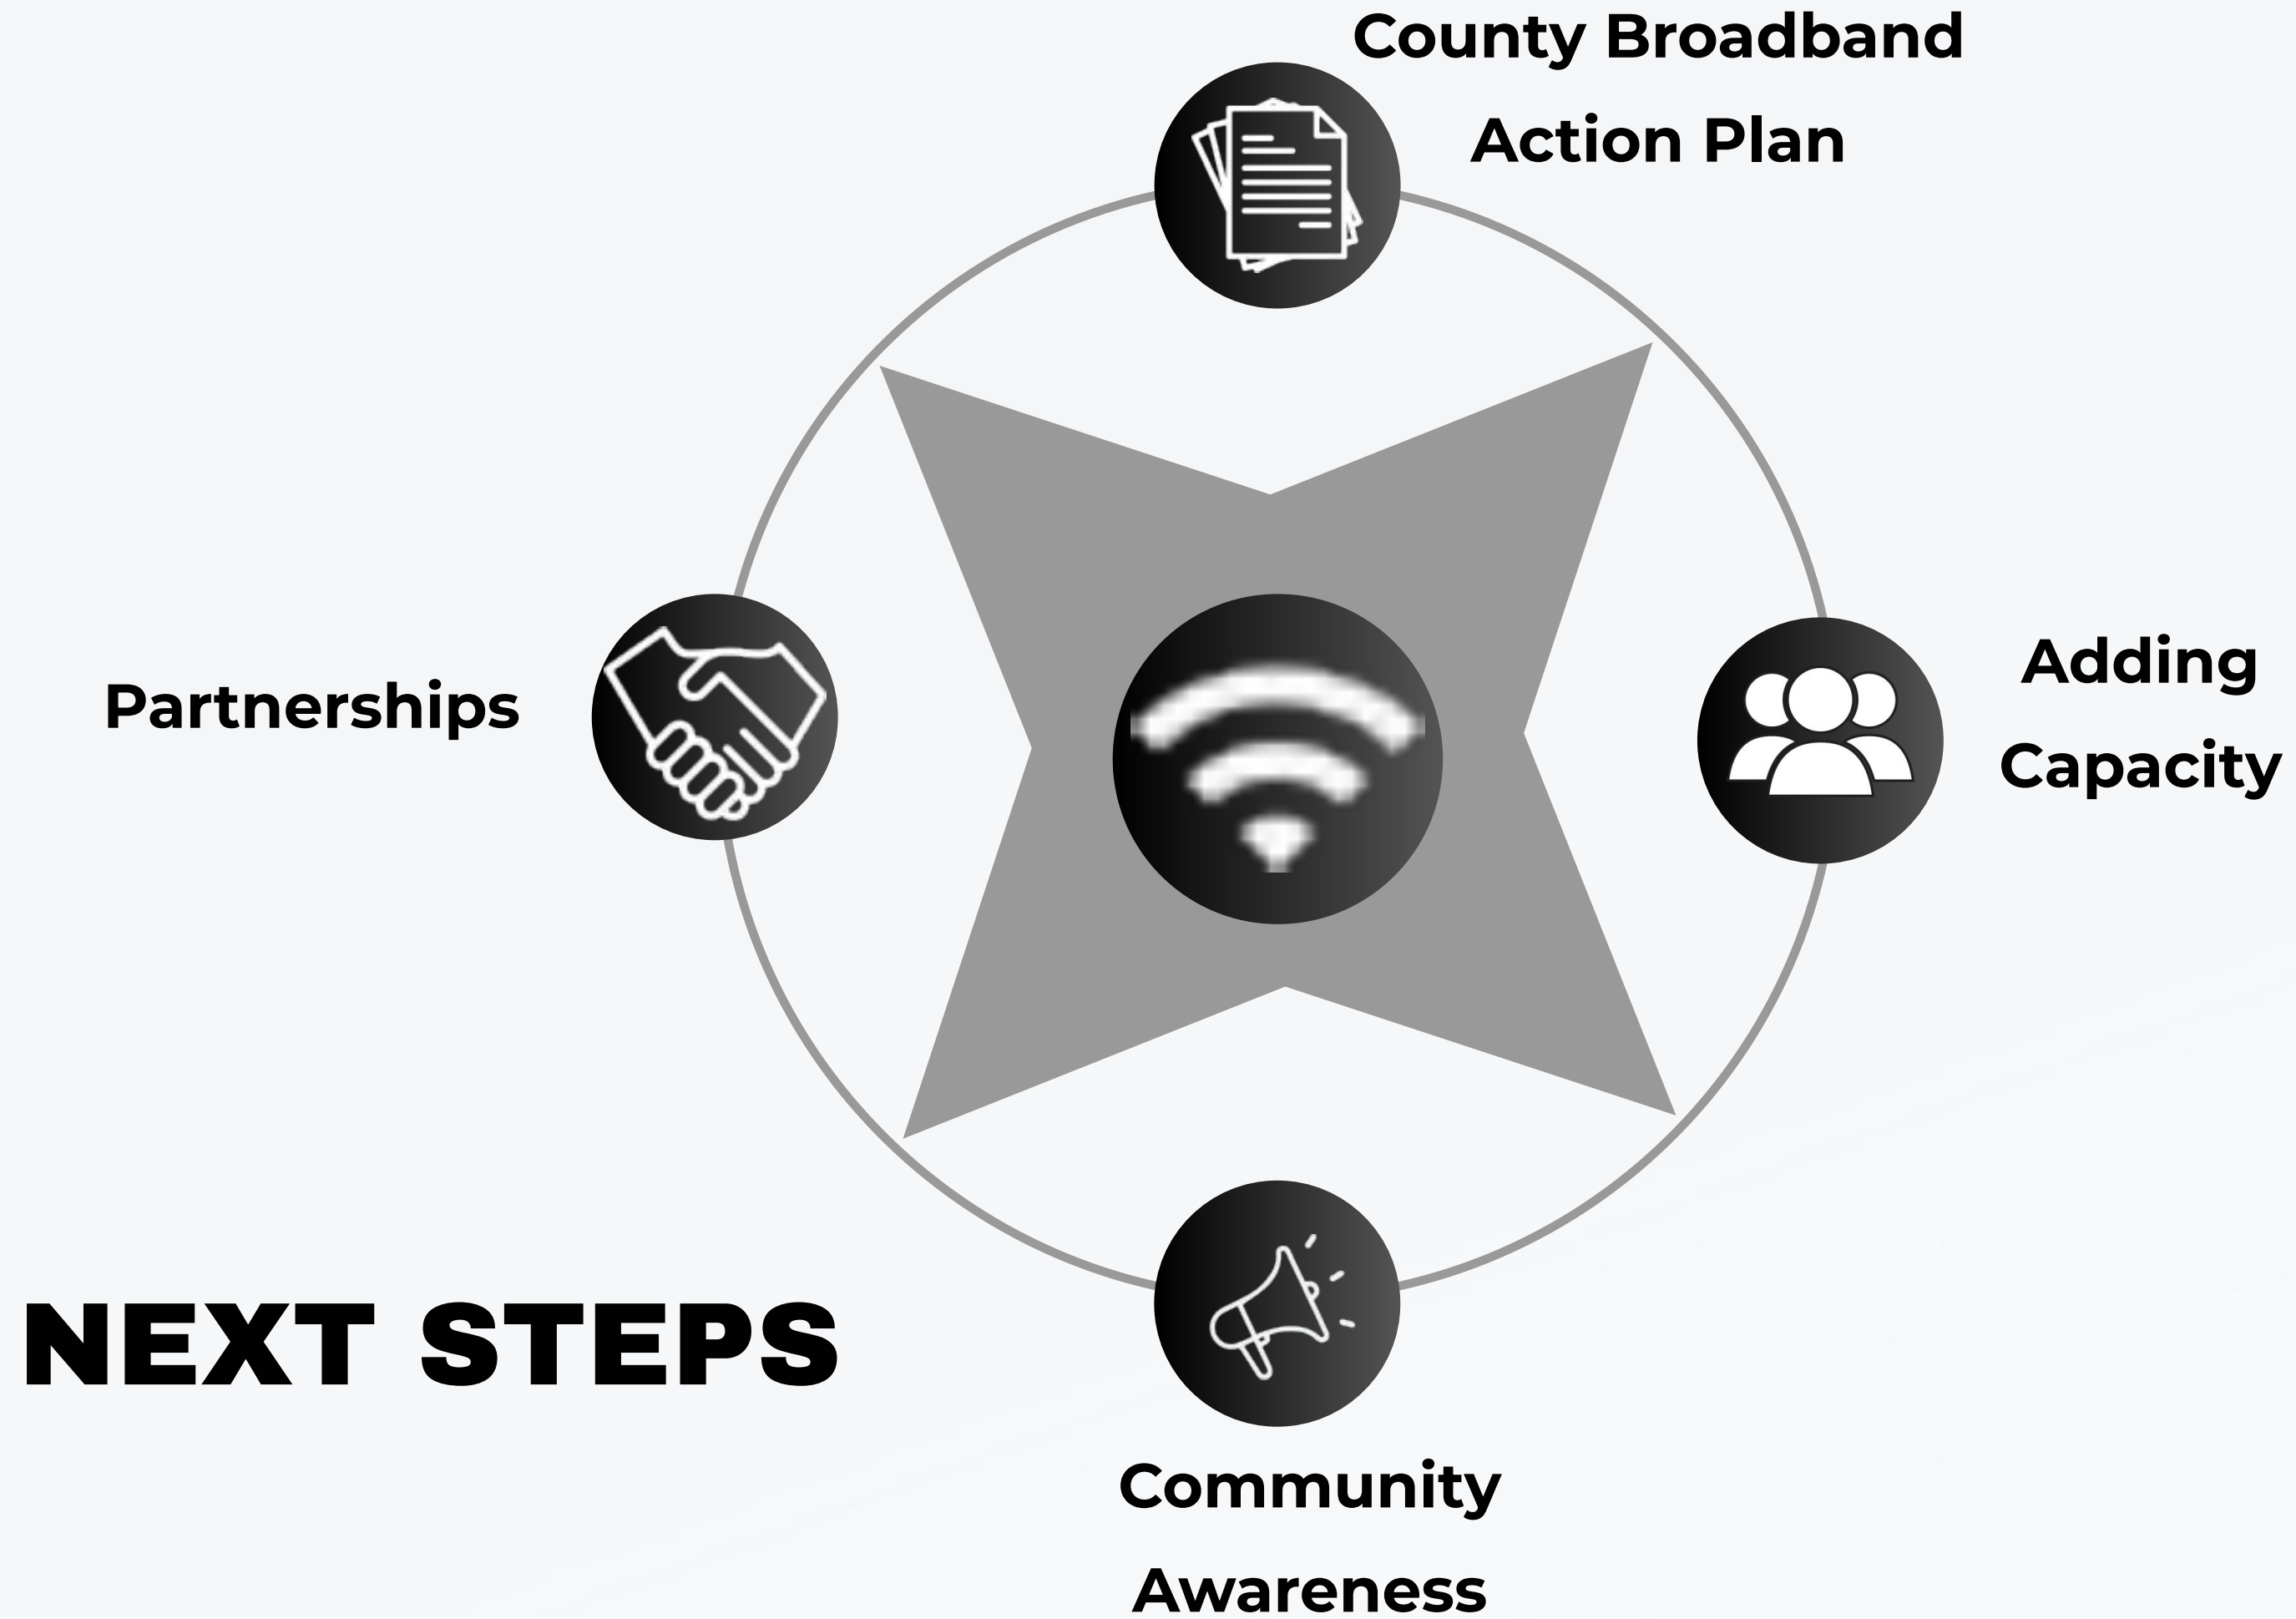 County Broadband
Action Plan
Partnerships
Adding
Capacity
NEXT STEPS
Community
Awareness